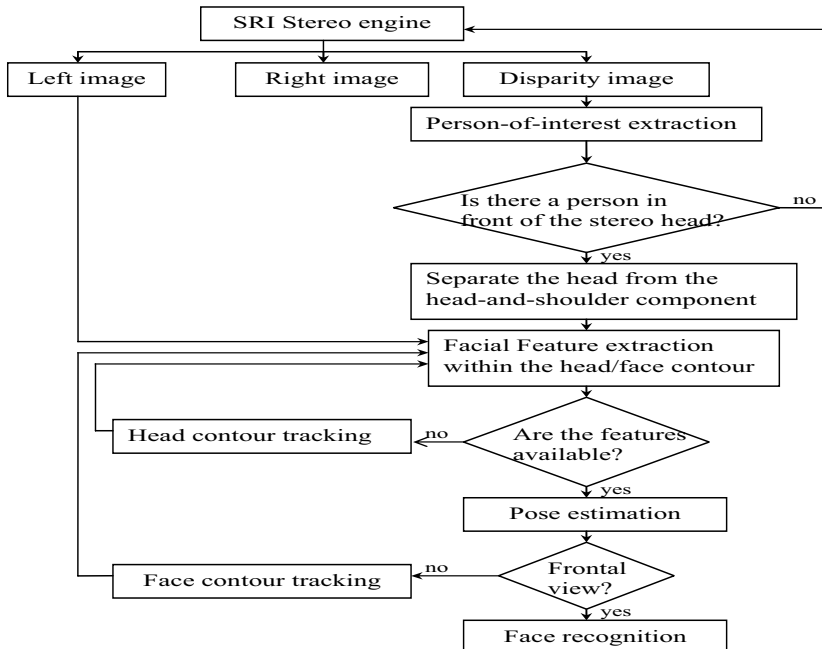 SRI Stereo engine
Left image
Right image
Disparity image
Person-of-interest extraction
Is there a person in
front of the stereo head?
no
yes
Separate the head from the
head-and-shoulder component
Facial Feature extraction
within the head/face contour
Head contour tracking
no
Are the features
available?
yes
Pose estimation
Face contour tracking
no
Frontal
view?
yes
Face recognition